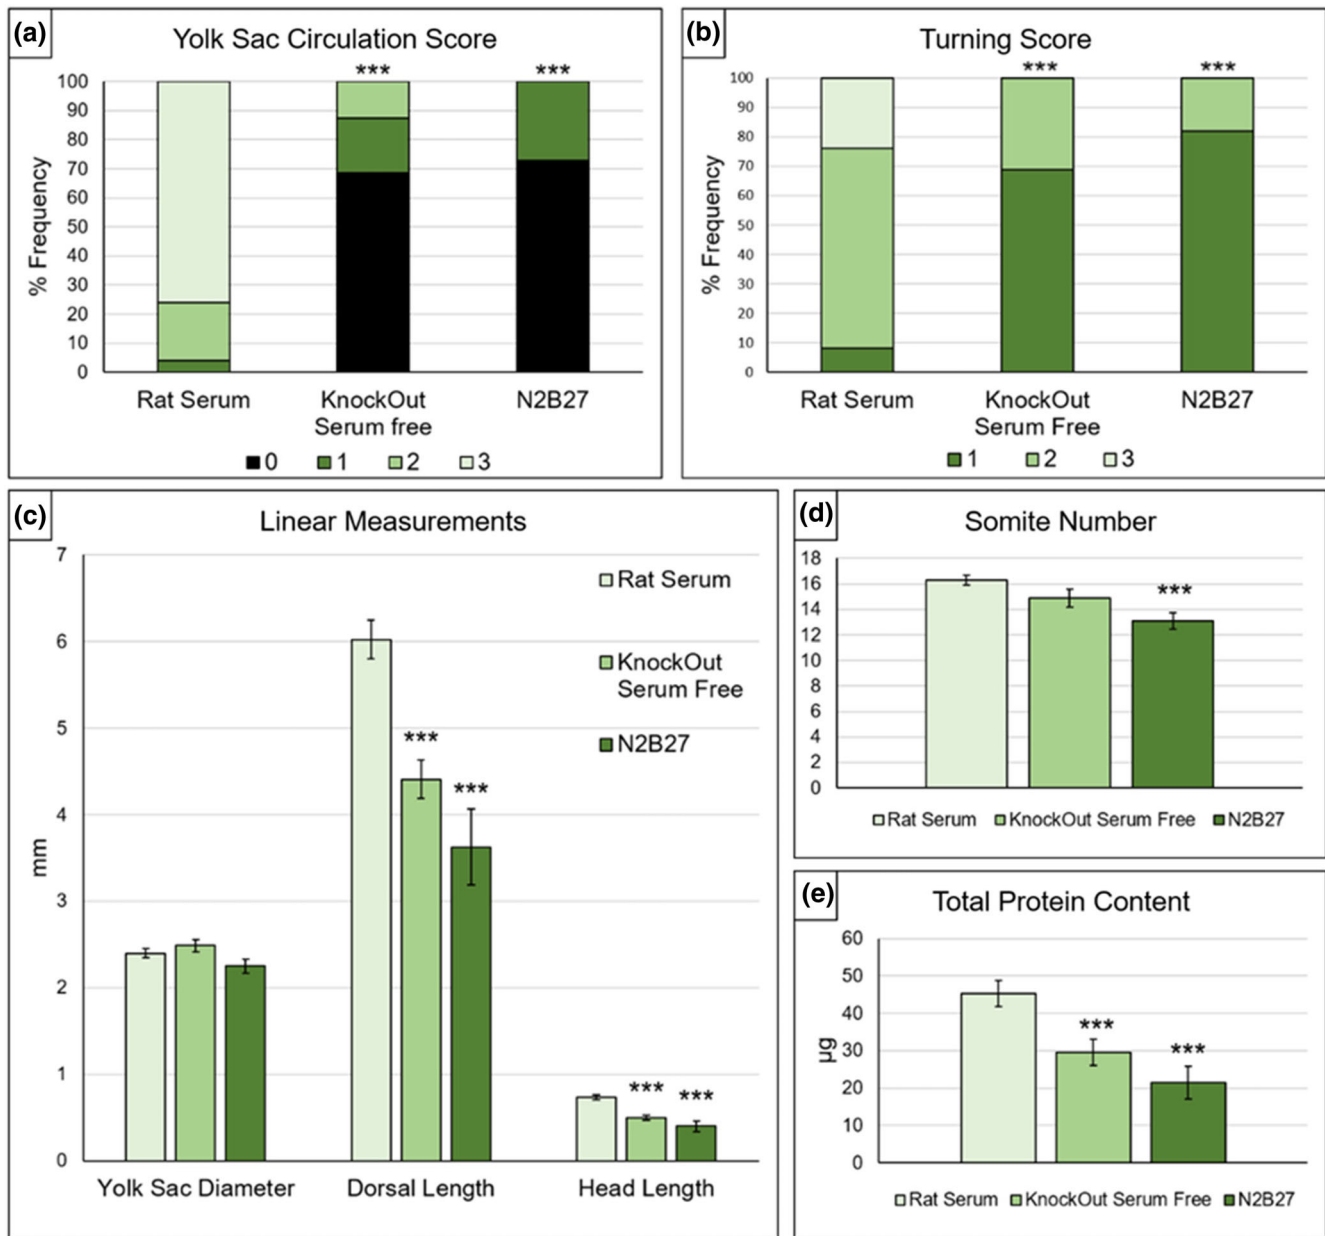 (a)
Yolk Sac Circulation Score
***
***
100
90
80
70
60
50
40
30
20
10
0
% Frequency
Rat Serum
KnockOut
Serum free
N2B27
0 1 2 3
(b)
Turning Score
***
***
100
90
80
70
60
50
40
30
20
10
0
% Frequency
Rat Serum
KnockOut
Serum Free
N2B27
1 2 3
(c)
Linear Measurements
7
6
5
4
3
2
1
0
mm
Rat Serum
KnockOut
Serum Free
N2B27
***
***
***
***
Yolk Sac Diameter
Dorsal Length
Head Length
(d)
Somite Number
18
16
14
12
10
8
6
4
2
0
***
Rat Serum KnockOut Serum Free N2B27
(e)
Total Protein Content
60
50
40
30
20
10
0
µg
***
***
Rat Serum KnockOut Serum Free N2B27